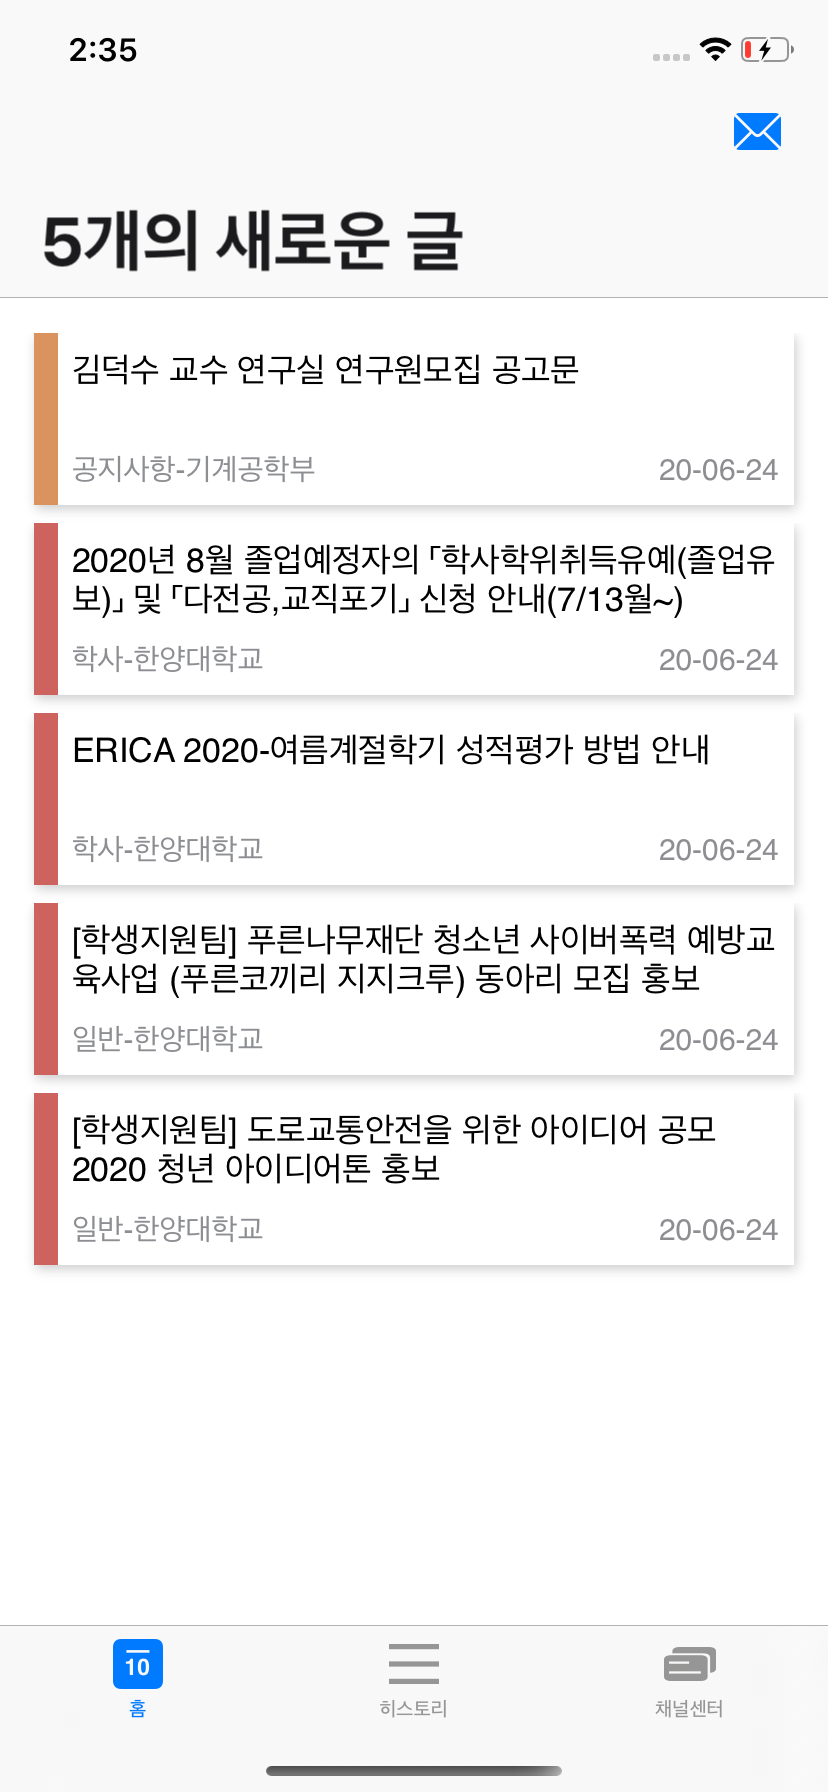 2:35
5개의 새로운 글
김덕수 교수 연구실 연구원모집 공고문
공지사항-기계공학부 20-06-24
2020년 8월 졸업예정자의 ｢학사학위취득유예(졸업유
보)｣ 및 ｢다전공,교직포기｣ 신청 안내(7/13월~)
학사-한양대학교 20-06-24
ERICA 2020-여름계절학기 성적평가 방법 안내
학사-한양대학교 20-06-24
[학생지원팀] 푸른나무재단 청소년 사이버폭력 예방교
육사업 (푸른코끼리 지지크루) 동아리 모집 홍보
일반-한양대학교 20-06-24
[학생지원팀] 도로교통안전을 위한 아이디어 공모
2020 청년 아이디어톤 홍보
일반-한양대학교 20-06-24
10
홈 히스토리 채널센터